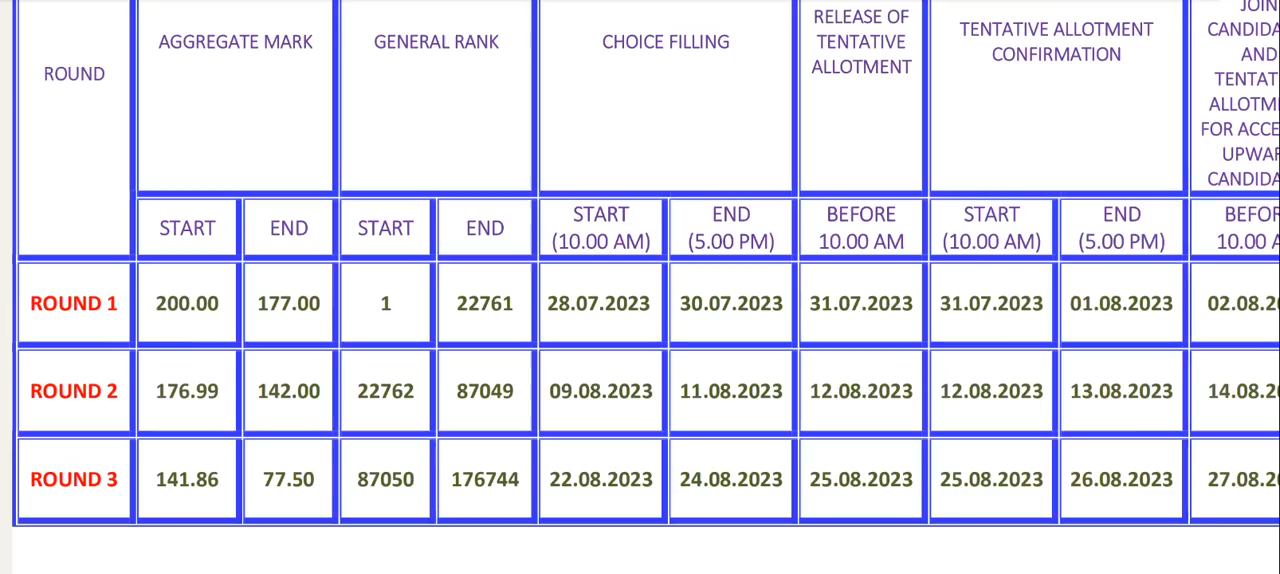 ROUND
AGGREGATE MARK
GENERAL RANK
CHOICE FILLING
RELEASE OF
TENTATIVE
ALLOTMENT
TENTATIVE ALLOTMENT
CONFIRMATION
AND
FOR
START
END
START
END
START
(10.00 AM)
END
(5.00 PM)
BEFORE
10.00 AM
START
(10.00 AM)
END
(5.00 PM)
10.00
ROUND 1 200.00 177.00 1 22761 28.07.2023 30.07.2023 31.07.2023 31.07.2023 01.08.2023
ROUND 2 176.99 142.00 22762 87049 09.08.2023 11.08.2023 12.08.2023 12.08.2023 13.08.2023
ROUND 3 141.86 77.50 87050 176744 22.08.2023 24.08.2023 25.08.2023 25.08.2023 26.08.2023